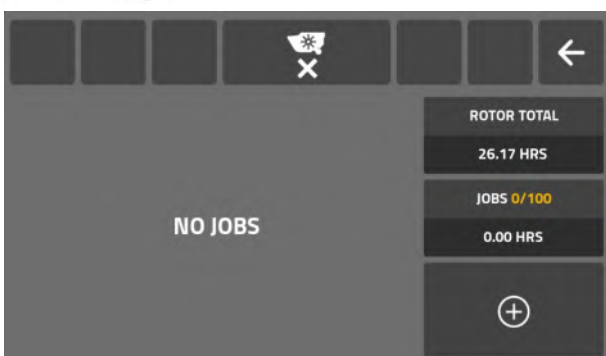 NO JOBS
ROTOR TOTAL
26.17 HRS
JOBS 0/100
0.00 HRS